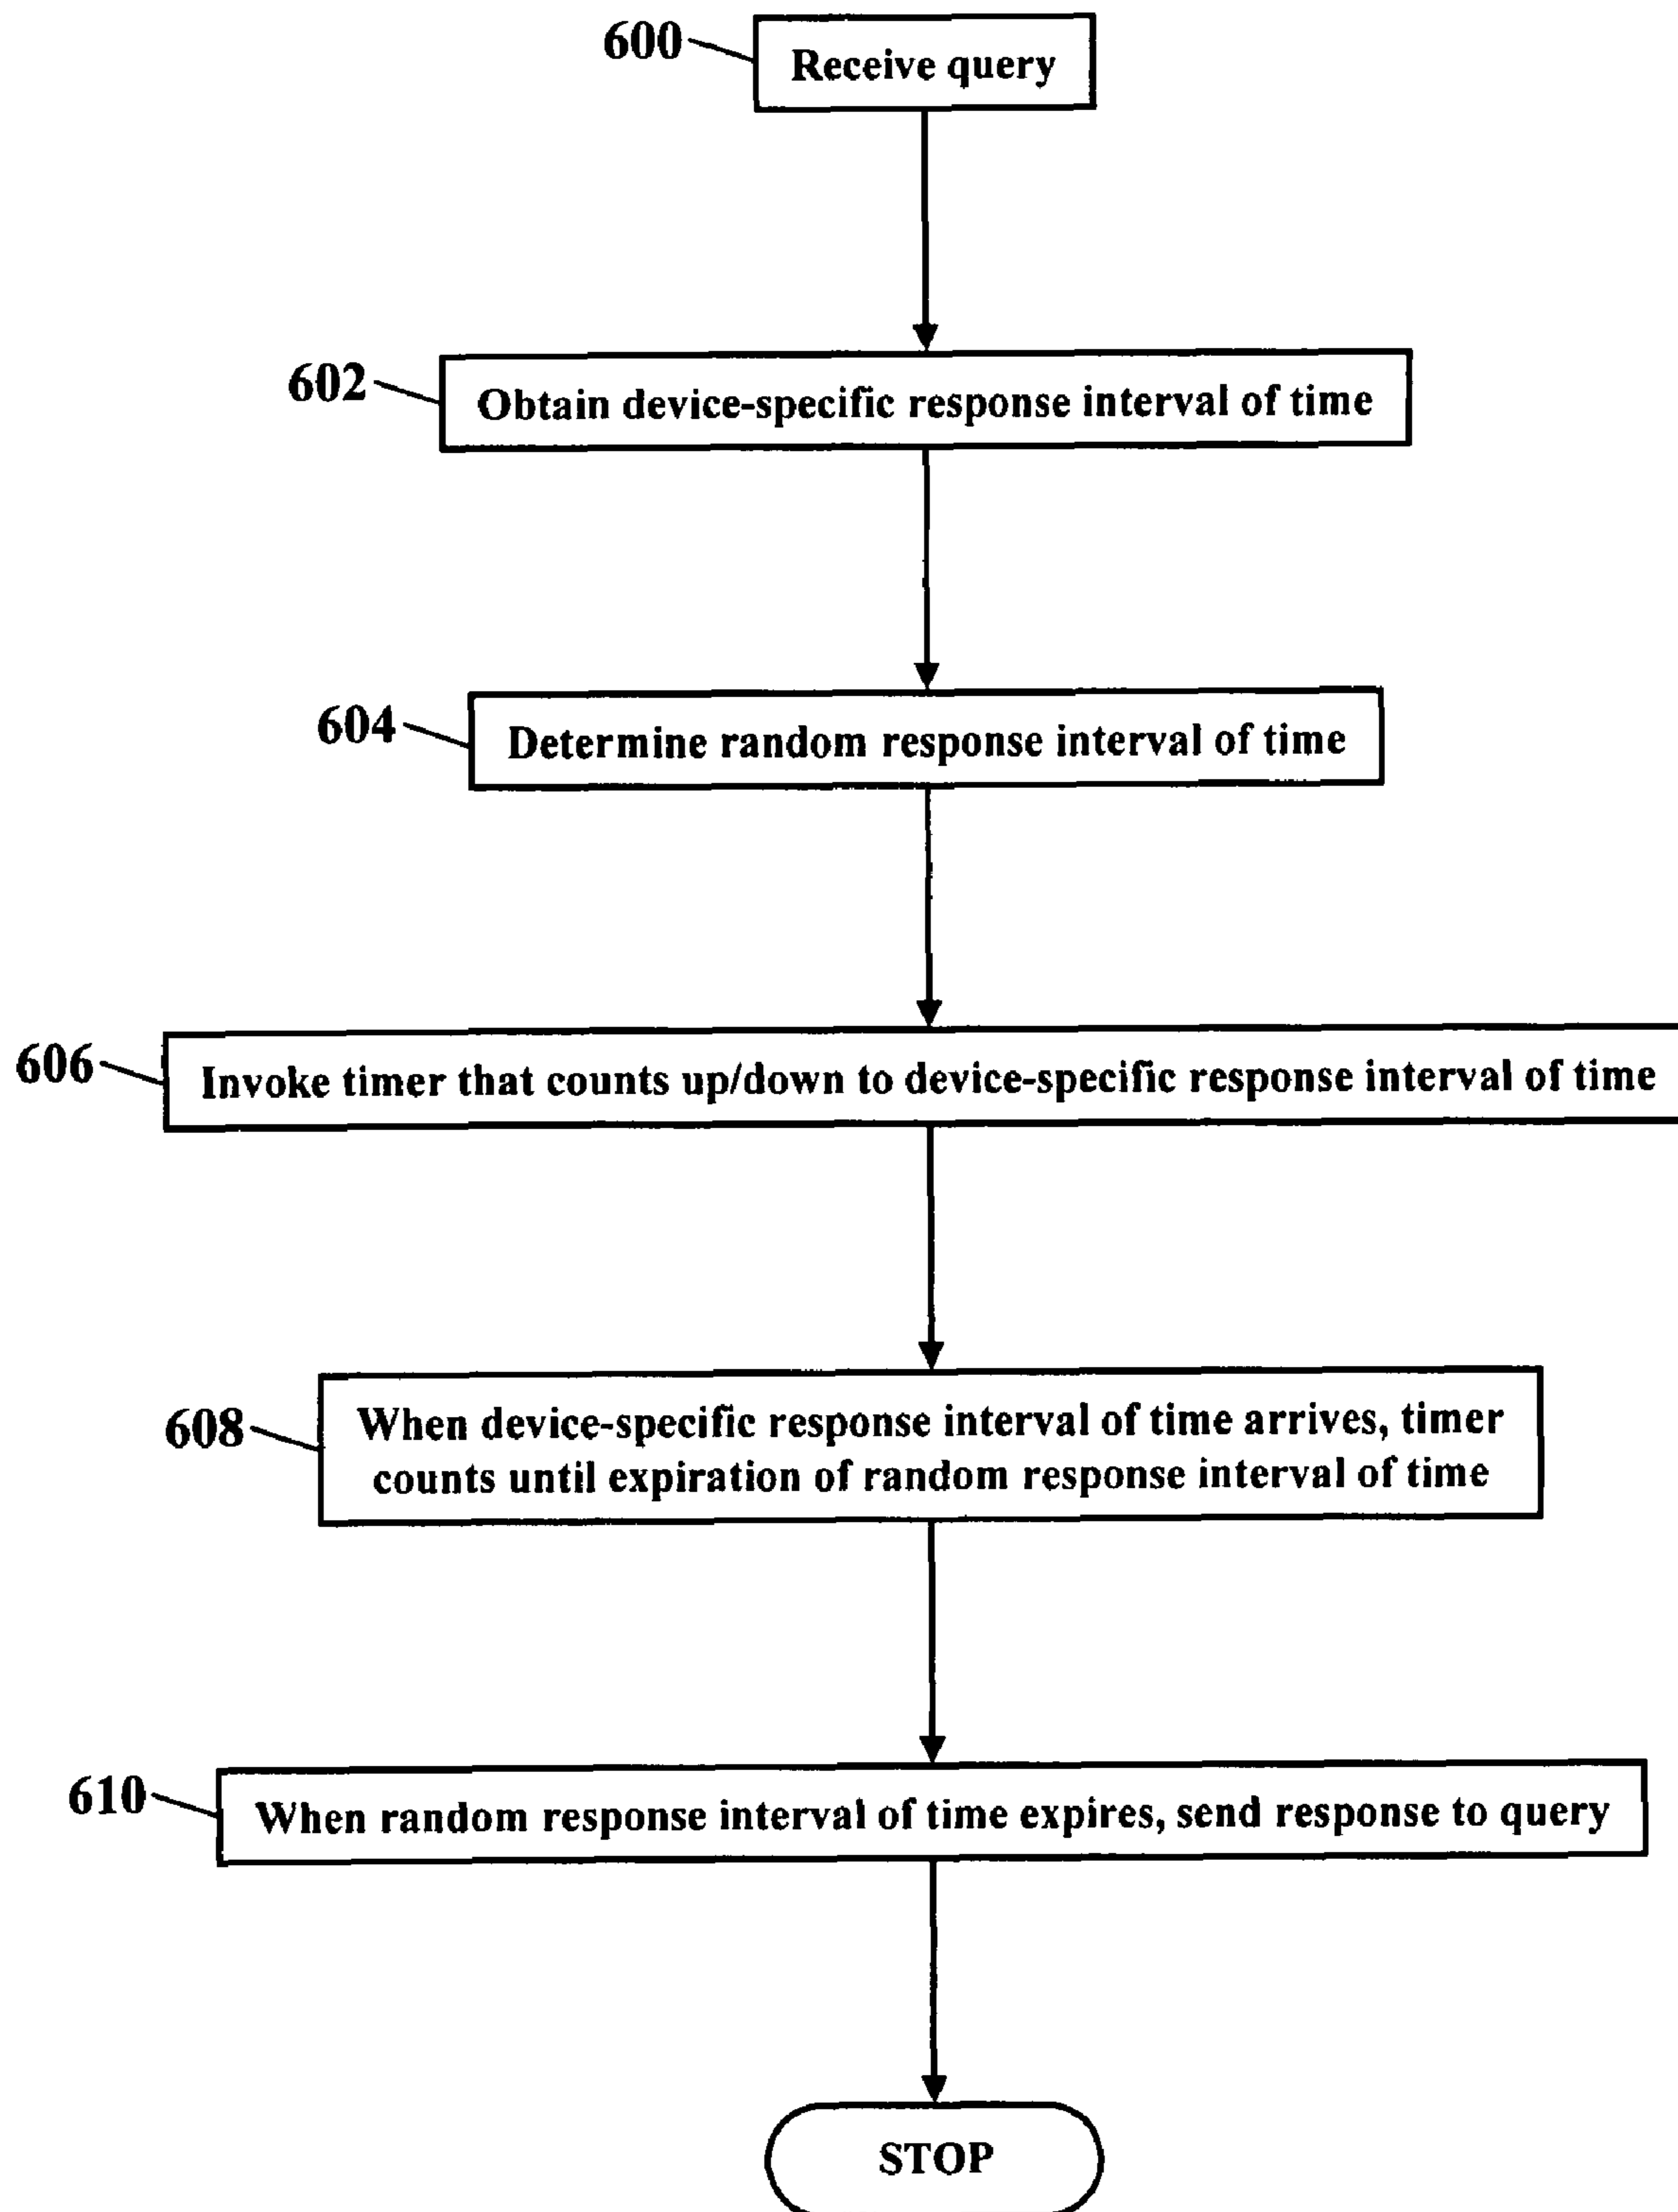 600
Receive query
602
Obtain device-specific response interval of time
604
Determine random response interval of time
606
Invoke timer that counts up/down to device-specific response interval of time
608
When device-specific response interval of time arrives, timer
counts until expiration of random response interval of time
610
When random response interval of time expires, send response to query
STOP